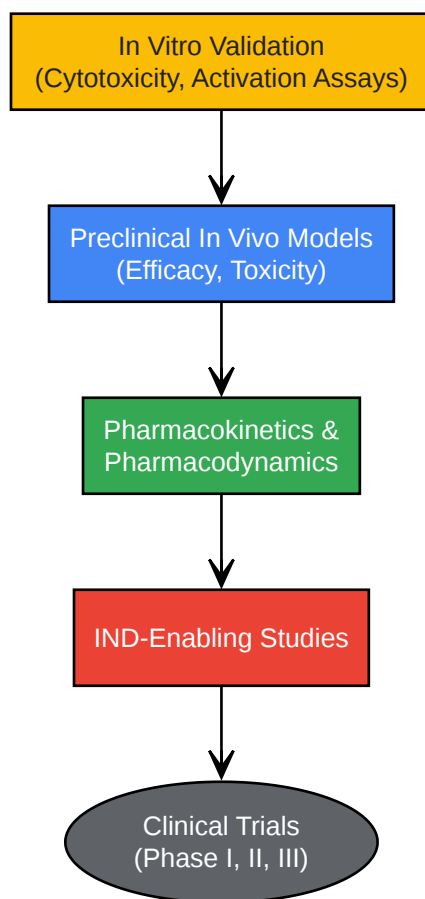 In Vitro Validation
(Cytotoxicity, Activation Assays)
Preclinical In Vivo Models
(Efficacy, Toxicity)
Pharmacokinetics &
Pharmacodynamics
IND-Enabling Studies
Clinical Trials
(Phase I, II, III)